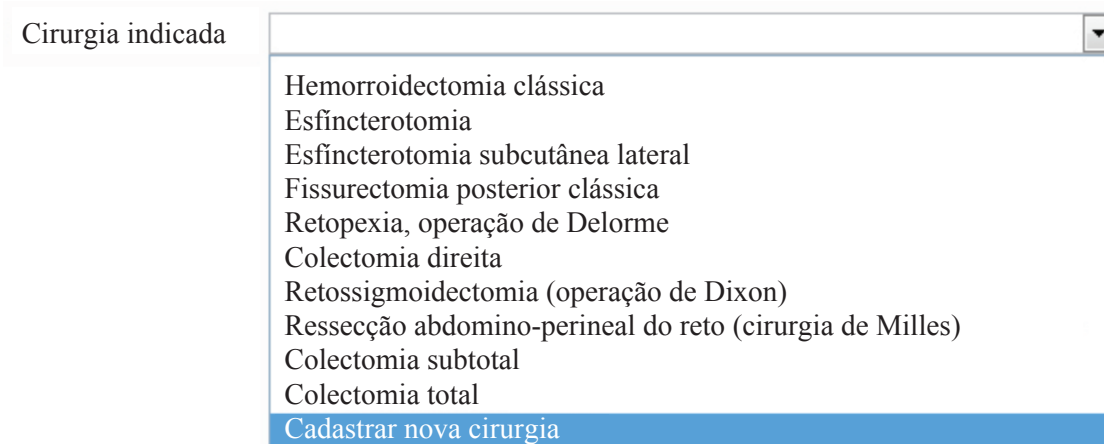 Cirurgia indicada
Hemorroidectomia clássica
Esfíncterotomia
Esfíncterotomia subcutânea lateral
Fissurectomia posterior clássica
Retopexia, operação de Delorme
Colectomia direita
Retossigmoidectomia (operação de Dixon)
Ressecção abdomino-perineal do reto (cirurgia de Milles)
Colectomia subtotal
Colectomia total
Cadastrar nova cirurgia